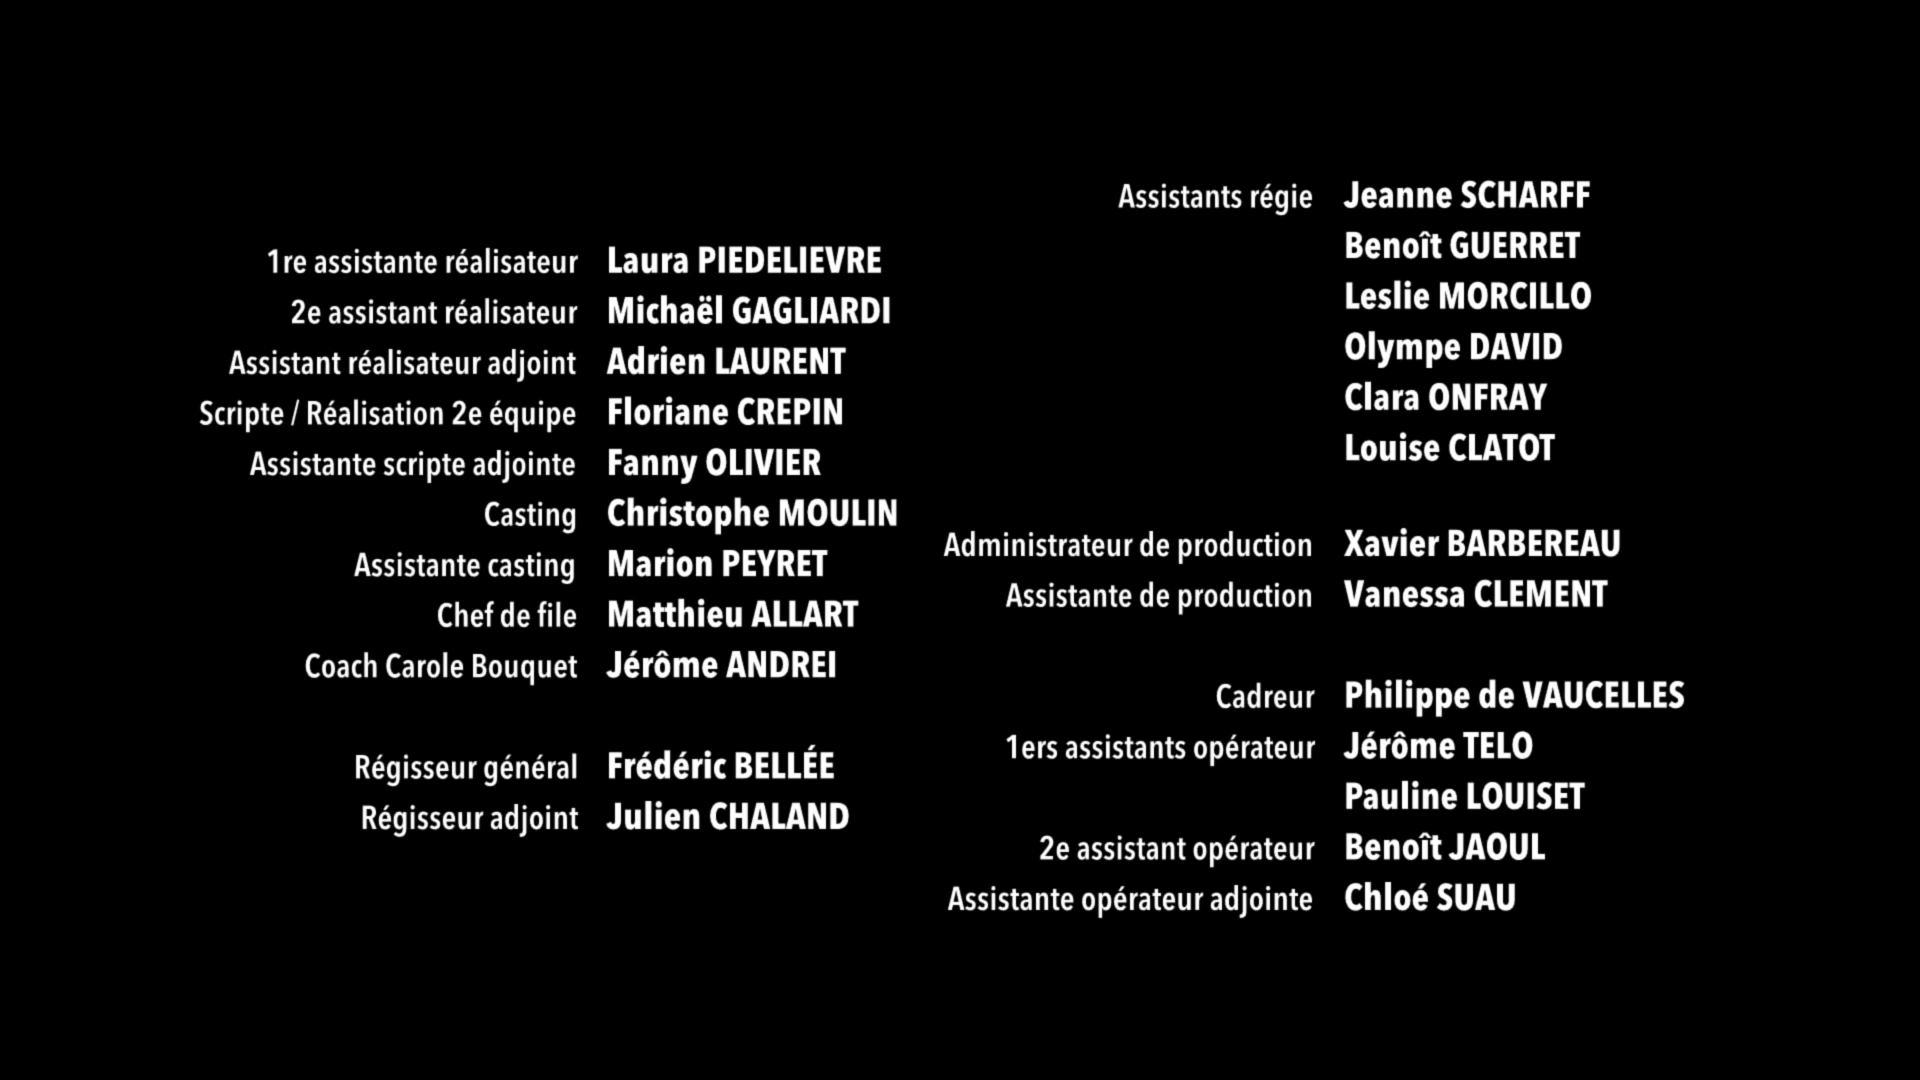 1re assistante réalisateur Laura PIEDELIEVRE
2e assistant réalisateur Michaël GAGLIARDI
Assistant réalisateur adjoint Adrien LAURENT
Scripte / Réalisation 2e équipe Floriane CREPIN
Assistante scripte adjointe Fanny OLIVIER
Casting Christophe MOULIN
Assistante casting Marion PEYRET
Chef de file Matthieu ALLART
Coach Carole Bouquet Jérôme ANDREI
Régisseur général Frédéric BELLÉE
Régisseur adjoint Julien CHALAND
Assistants régie Jeanne SCHARFF
Benoît GUERRET
Leslie MORCILLO
Olympe DAVID
Clara ONFRAY
Louise CLATOT
Administrateur de production Xavier BARBEREAU
Assistante de production Vanessa CLEMENT
Cadreur Philippe de VAUCELLES
1ers assistants opérateur Jérôme TELO
Pauline LOUISET
2e assistant opérateur Benoît JAOUL
Assistante opérateur adjointe Chloé SUAU